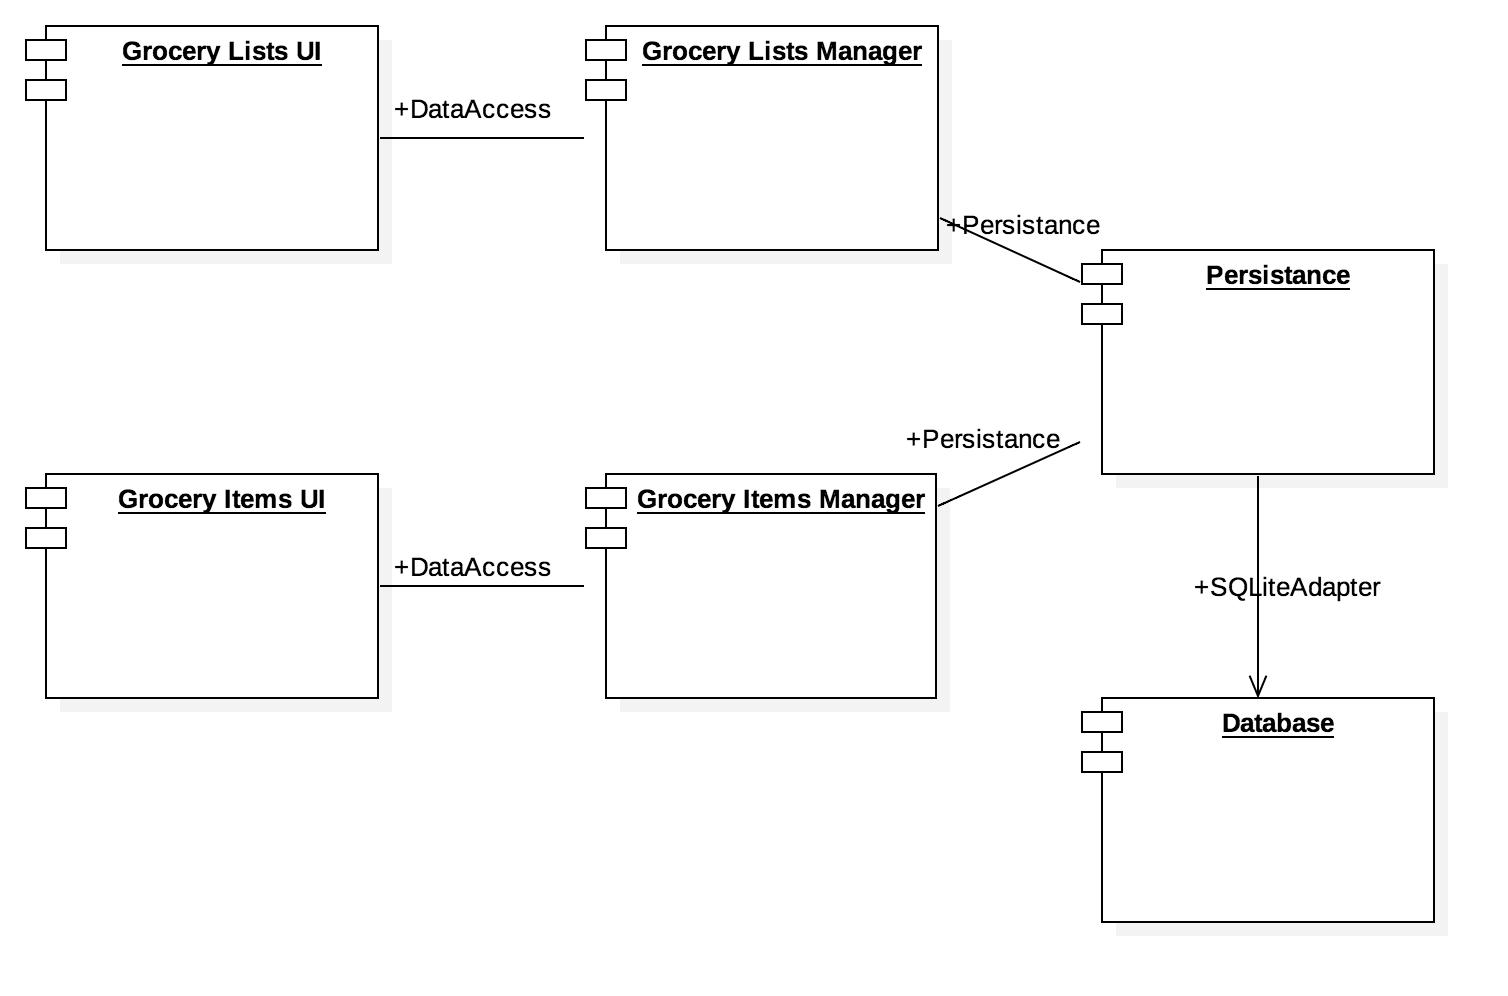 Grocery Lists UI
+DataAccess
Grocery Lists Manager
+Persistance
Persistance
+Persistance
Grocery Items UI
+DataAccess
Grocery Items Manager
+SQLiteAdapter
Database